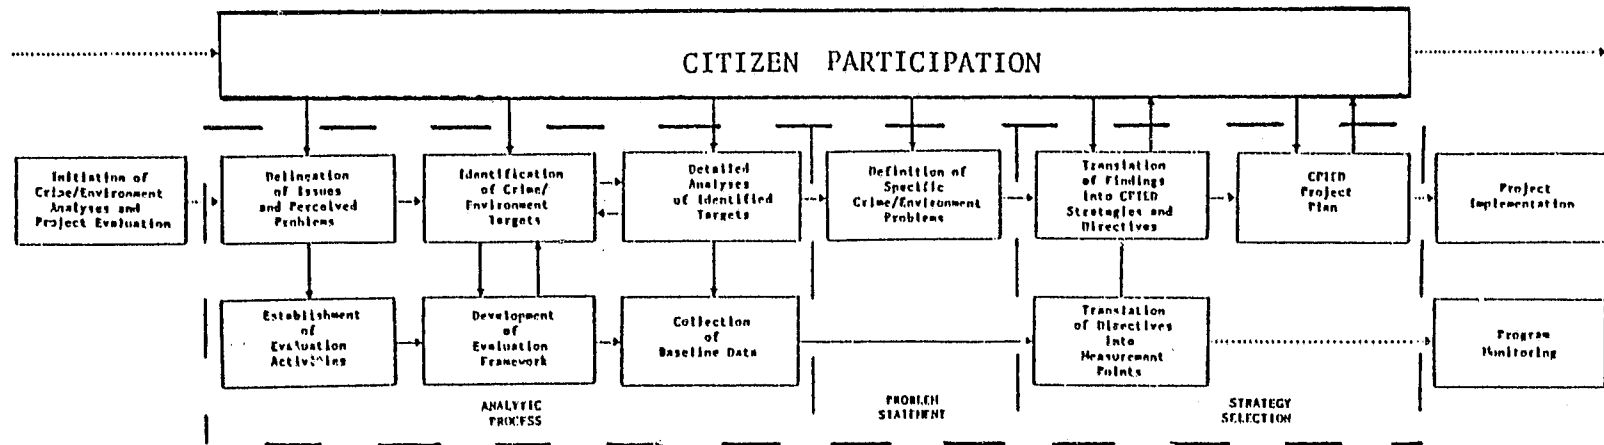 CITIZEN PARTICIPATION
Initiation of
Crime/Environment
Analyses and
Project Evaluation
Delineation
of Issues
and Perceived
Problems
Identification
of Crime/
Environment
Targets
Detailed
Analyses
of Identified
Targets
Definition of
Specific
Crime/Environment
Problems
Translation
of Findings
Into CPTED
Strategies and
Directives
CPTED
Project
Plan
Project
Implementation
Establishment
of
Evaluation
Activities
Development
of
Evaluation
Framework
Collection
of
Baseline Data
Translation
of Directives
Into
Measurement
Points
Program
Monitoring
ANALYTIC
PROCESS
PROBLEM
STATEMENT
STRATEGY
SELECTION